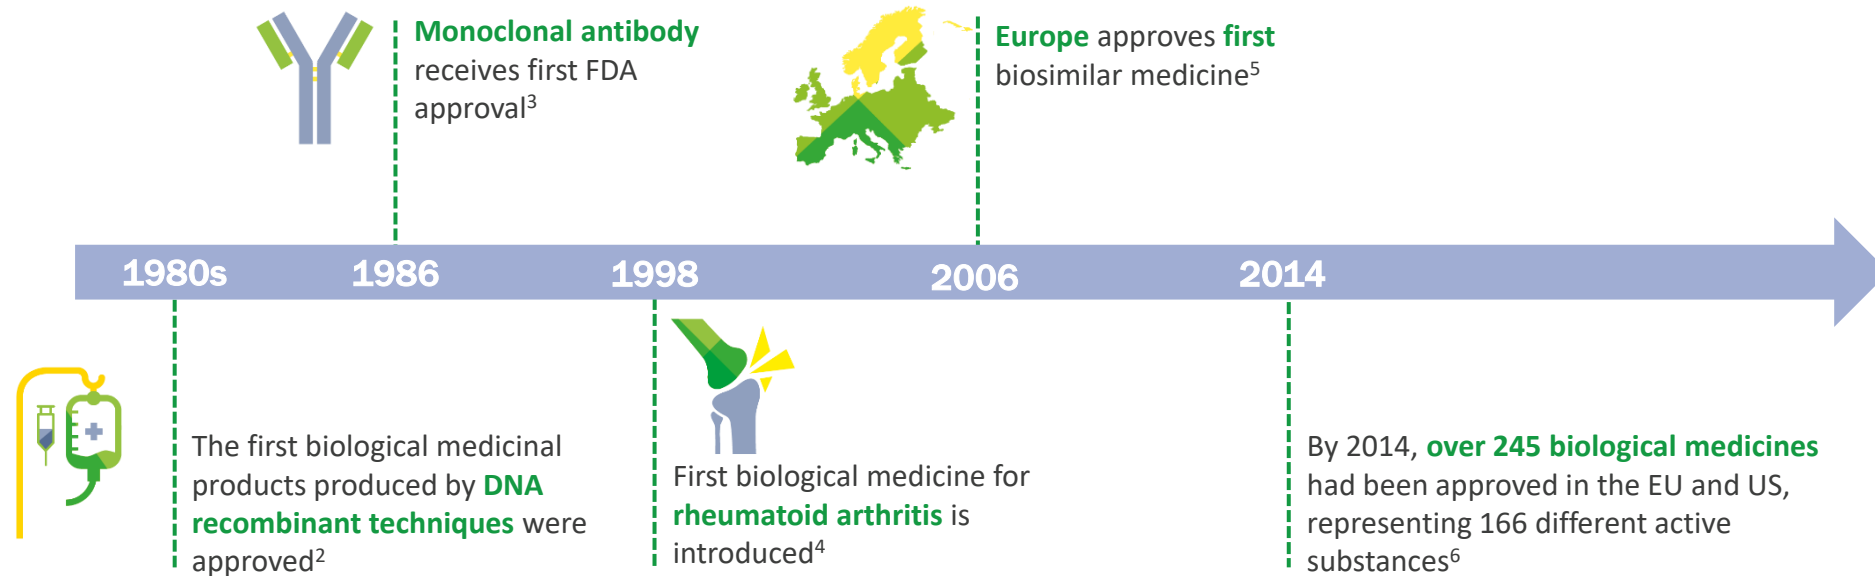 Monoclonal antibody
receives first FDA
approval3
Europe approves first
biosimilar medicine5
1980s
1986
1998
2006
2014
The first biological medicinal
products produced by DNA
recombinant techniques were
approved2
First biological medicine for
rheumatoid arthritis is
introduced4
By 2014, over 245 biological medicines
had been approved in the EU and US,
representing 166 different active
substances6